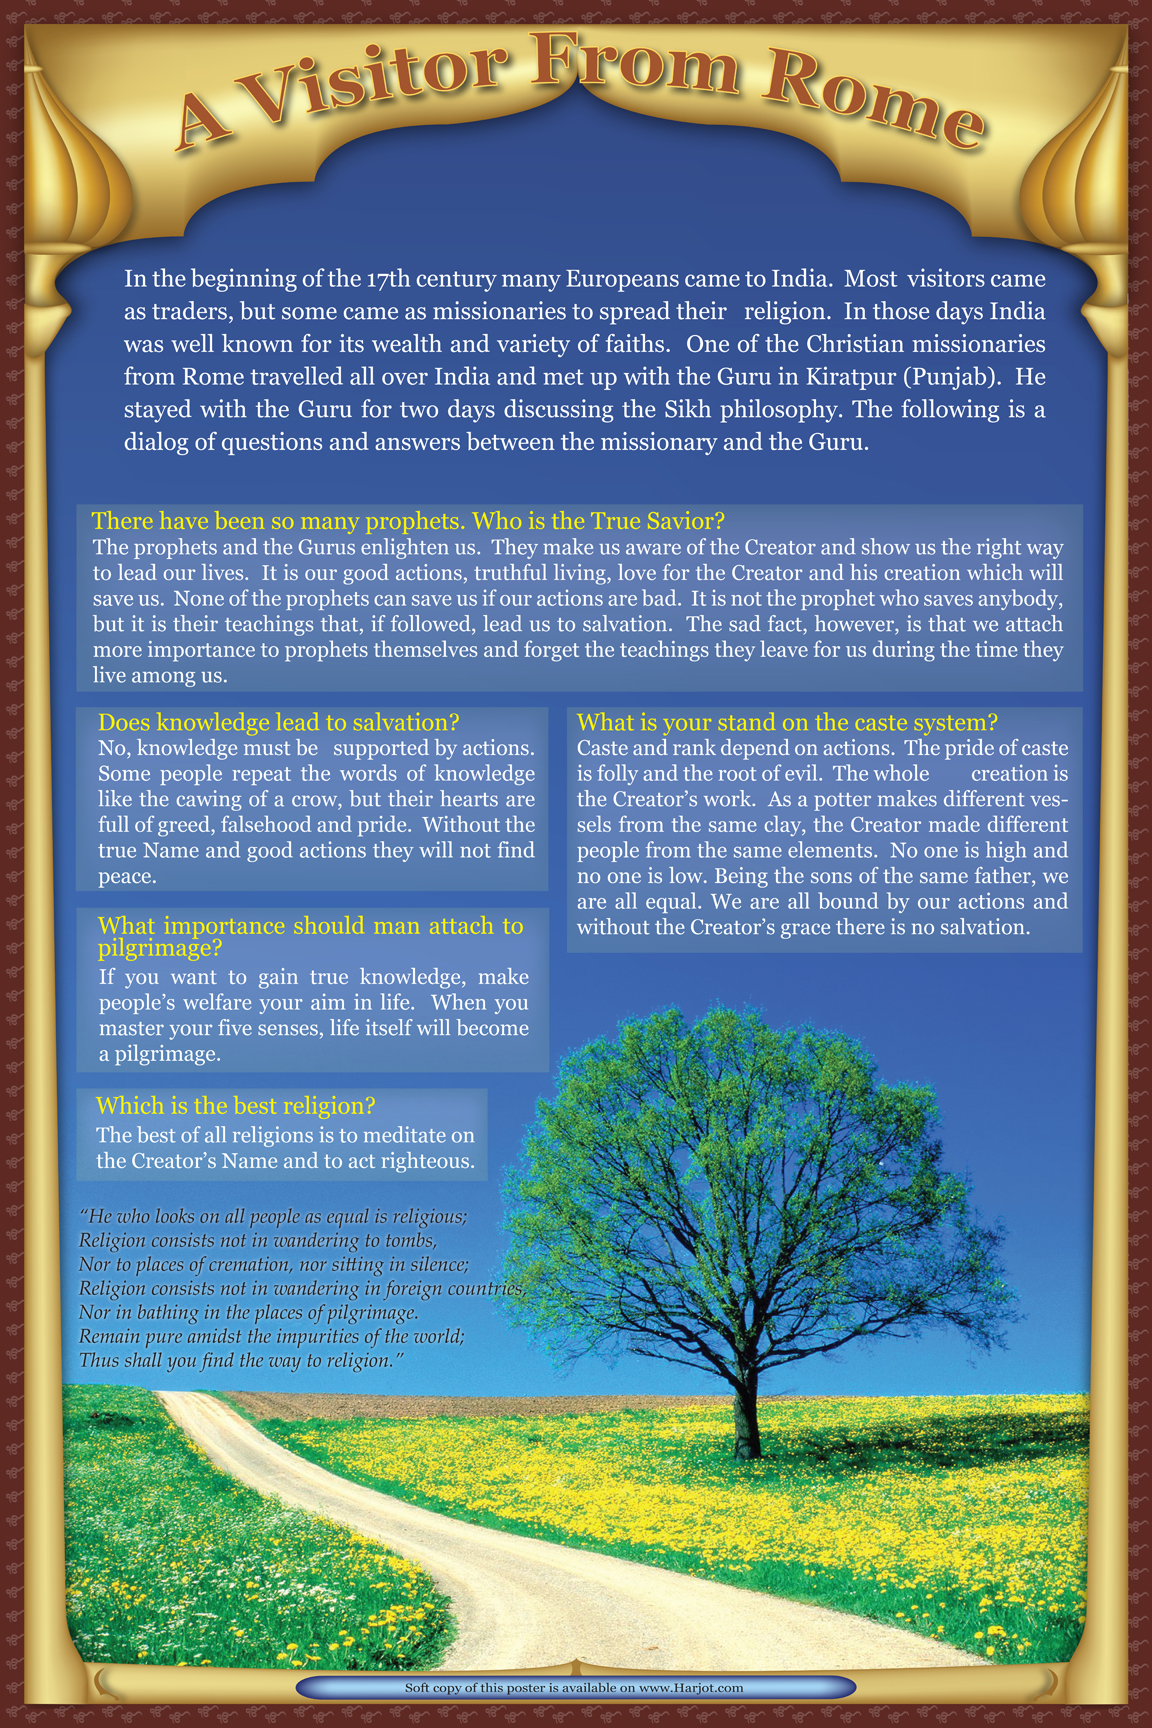 A Visitor From Rome
In the beginning of the 17th century many Europeans came to India. Most visitors came
as traders, but some came as missionaries to spread their religion. In those days India
was well known for its wealth and variety of faiths. One of the Christian missionaries
from Rome travelled all over India and met up with the Guru in Kiratpur (Punjab). He
stayed with the Guru for two days discussing the Sikh philosophy. The following is a
dialog of questions and answers between the missionary and the Guru.
There have been so many prophets. Who is the True Savior?
The prophets and the Gurus enlighten us. They make us aware of the Creator and show us the right way
to lead our lives. It is our good actions, truthful living, love for the Creator and his creation which will
save us. None of the prophets can save us if our actions are bad. It is not the prophet who saves anybody,
but it is their teachings that, if followed, lead us to salvation. The sad fact, however, is that we attach
more importance to prophets themselves and forget the teachings they leave for us during the time they
live among us.
Does knowledge lead to salvation?
No, knowledge must be supported by actions.
Some people repeat the words of knowledge
like the cawing of a crow, but their hearts are
full of greed, falsehood and pride. Without the
true Name and good actions they will not find
peace.
What is your stand on the caste system?
Caste and rank depend on actions. The pride of caste
is folly and the root of evil. The whole creation is
the Creator's work. As a potter makes different ves-
sels from the same clay, the Creator made different
people from the same elements. No one is high and
no one is low. Being the sons of the same father, we
are all equal. We are all bound by our actions and
without the Creator's grace there is no salvation.
What importance should man attach to
pilgrimage?
If you want to gain true knowledge, make
people's welfare your aim in life. When you
master your five senses, life itself will become
a pilgrimage.
Which is the best religion?
The best of all religions is to meditate on
the Creator's Name and to act righteous.
"He who looks on all people as equal is religious;
Religion consists not in wandering to tombs,
Nor to places of cremation, nor sitting in silence;
Religion consists not in wandering in foreign countries,
Nor in bathing in the places of pilgrimage.
Remain pure amidst the impurities of the world;
Thus shall you find the way to religion."
Soft copy of this poster is available on www.Harjot.com